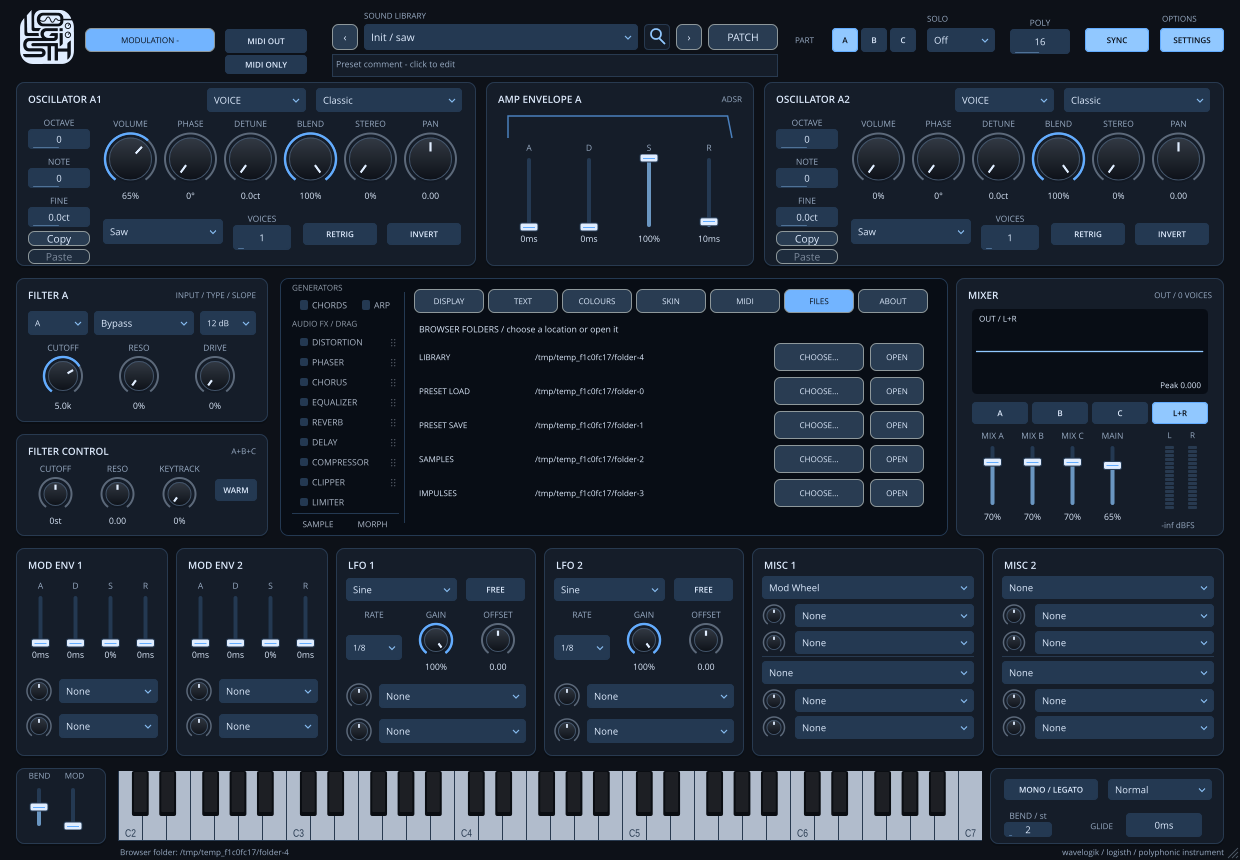 LOGISTH
MODULATION -
MIDI OUT
MIDI ONLY
SOUND LIBRARY
‹
Init / saw
›
PATCH
Preset comment - click to edit
PART
A
B
C
SOLO
Off
POLY
16
SYNC
OPTIONS
SETTINGS
OSCILLATOR A1
VOICE
Classic
OCTAVE
0
NOTE
0
FINE
0.0ct
Copy
Paste
VOLUME PHASE DETUNE BLEND STEREO PAN
65% 0° 0.0ct 100% 0% 0.00
Saw
VOICES
1
RETRIG
INVERT
AMP ENVELOPE A
ADSR
A D S R
0ms 0ms 100% 10ms
OSCILLATOR A2
VOICE
Classic
OCTAVE
0
NOTE
0
FINE
0.0ct
Copy
Paste
VOLUME PHASE DETUNE BLEND STEREO PAN
0% 0° 0.0ct 100% 0% 0.00
Saw
VOICES
1
RETRIG
INVERT
FILTER A
INPUT / TYPE / SLOPE
A
Bypass
12 dB
CUTOFF RESO DRIVE
5.0k 0% 0%
FILTER CONTROL
A+B+C
CUTOFF RESO KEYTRACK
WARM
0st 0.00 0%
GENERATORS
CHORDS ARP
AUDIO FX / DRAG
DISTORTION
PHASER
CHORUS
EQUALIZER
REVERB
DELAY
COMPRESSOR
CLIPPER
LIMITER
SAMPLE MORPH
DISPLAY
TEXT
COLOURS
SKIN
MIDI
FILES
ABOUT
BROWSER FOLDERS / choose a location or open it
LIBRARY /tmp/temp_f1c0fc17/folder-4 CHOOSE... OPEN
PRESET LOAD /tmp/temp_f1c0fc17/folder-0 CHOOSE... OPEN
PRESET SAVE /tmp/temp_f1c0fc17/folder-1 CHOOSE... OPEN
SAMPLES /tmp/temp_f1c0fc17/folder-2 CHOOSE... OPEN
IMPULSES /tmp/temp_f1c0fc17/folder-3 CHOOSE... OPEN
MIXER
OUT / 0 VOICES
OUT / L+R
Peak 0.000
A
B
C
L+R
MIX A MIX B MIX C MAIN L R
70% 70% 70% 65%
-inf dBFS
MOD ENV 1
A D S R
0ms 0ms 0% 0ms
None
None
MOD ENV 2
A D S R
0ms 0ms 0% 0ms
None
None
LFO 1
Sine
FREE
RATE GAIN OFFSET
1/8
100% 0.00
None
None
LFO 2
Sine
FREE
RATE GAIN OFFSET
1/8
100% 0.00
None
None
MISC 1
Mod Wheel
None
None
None
None
None
MISC 2
None
None
None
None
None
None
BEND MOD
C2 C3 C4 C5 C6 C7
MONO / LEGATO
Normal
BEND / st
2
GLIDE
0ms
Browser folder: /tmp/temp_f1c0fc17/folder-4
wavelogik / logisth / polyphonic instrument